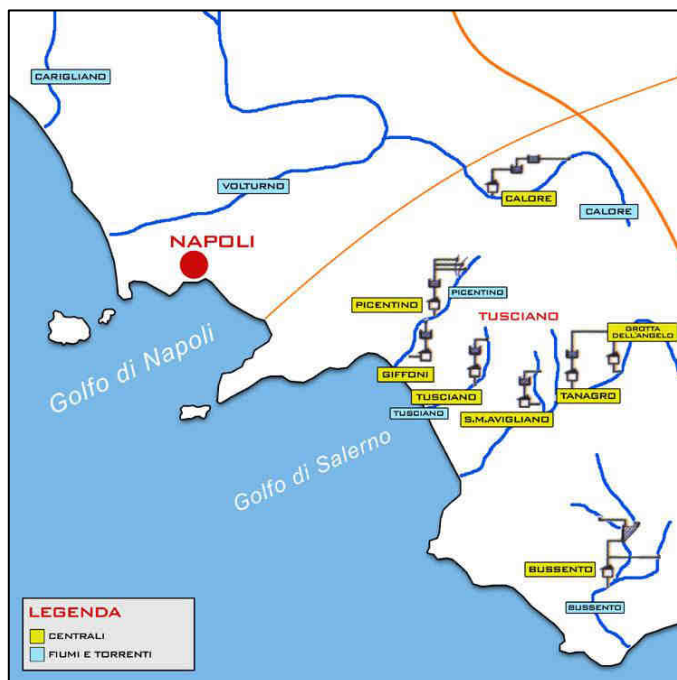 CARIGLIANO
VOLTURNO
CALORE
CALORE
NAPOLI
PICENTINO
PICENTINO
TUSCIANO
GROTTA
DELL'ANGELO
Golfo di Napoli
GIFFONI
TUSCIANO
TANAGRO
TUSCIANO
S.M.AVIGLIANO
Golfo di Salerno
BUSSENTO
BUSSENTO
LEGENDA
CENTRALI
FIUMI E TORRENTI